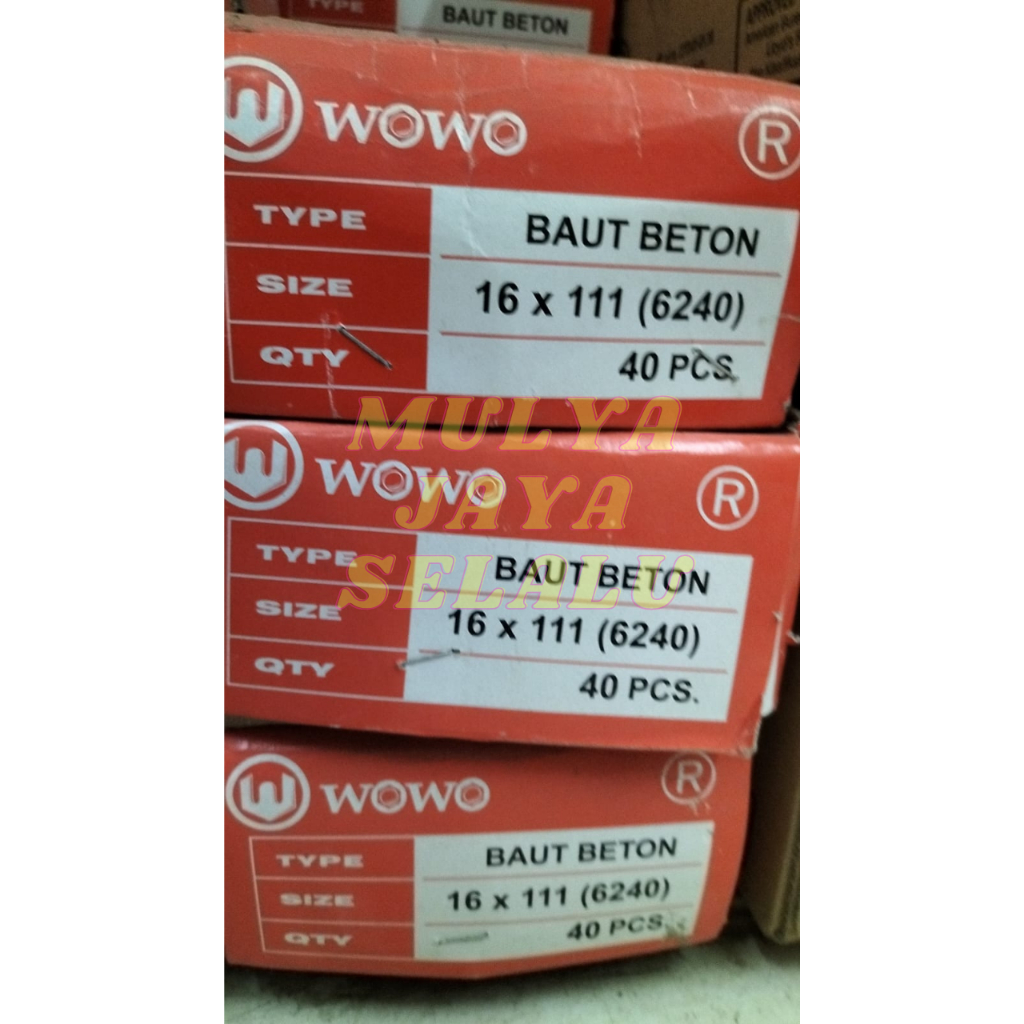 TYPE BAUT BETON
WOWO ®
TYPE BAUT BETON
SIZE 16 x 111 (6240)
QTY 40 PCS.
MULYA
JAYA
SELALU
WOWO ®
TYPE BAUT BETON
SIZE 16 x 111 (6240)
QTY 40 PCS.
WOWO ®
TYPE BAUT BETON
SIZE 16 x 111 (6240)
QTY 40 PCS.